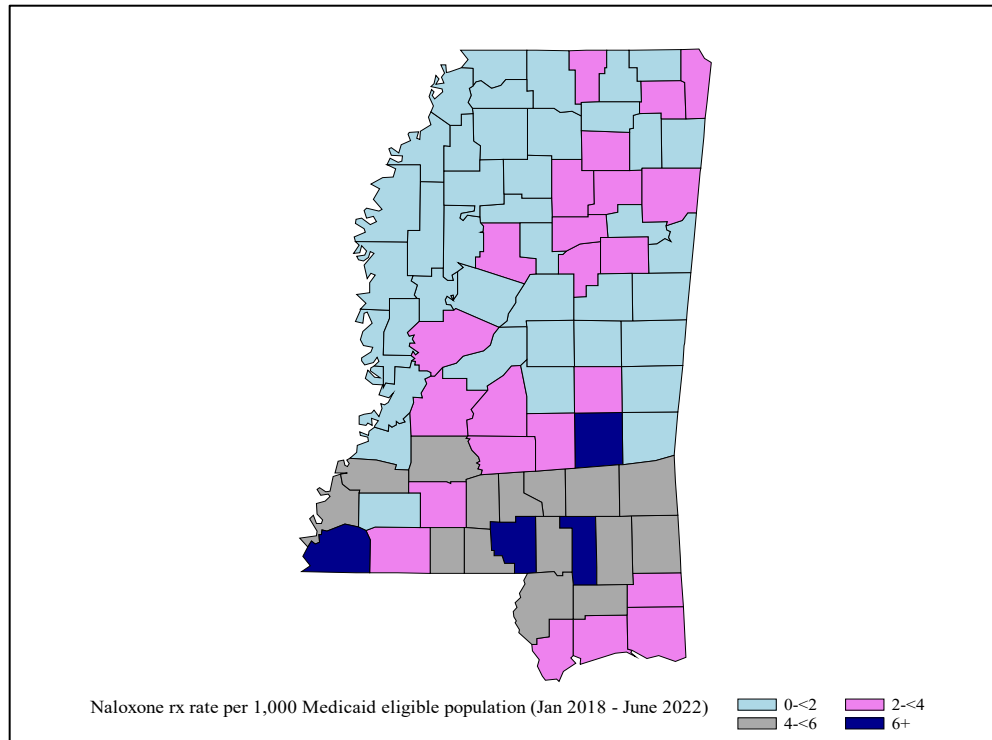 Naloxone rx rate per 1,000 Medicaid eligible population (Jan 2018 - June 2022)
0-<2 2-<4
4-<6 6+